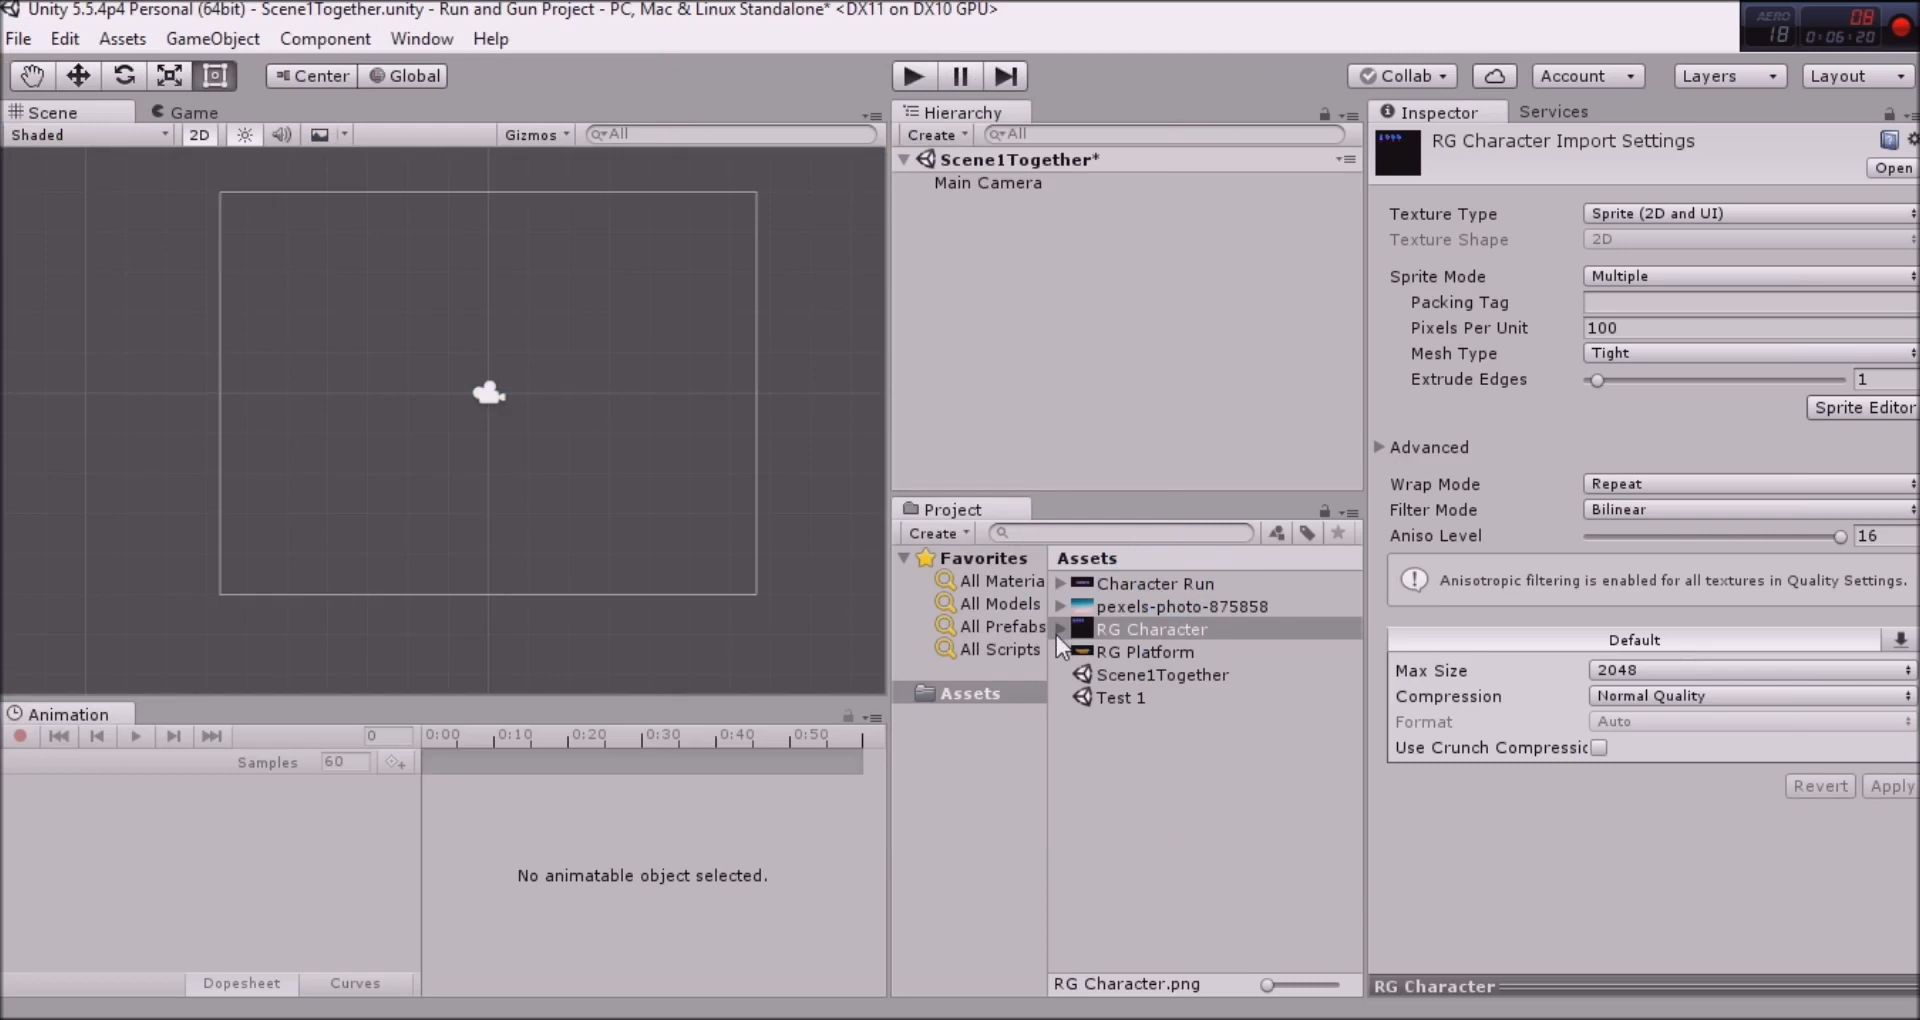 Unity 5.5.4p4 Personal (64bit) - Scene1Together.unity - Run and Gun Project - PC, Mac & Linux Standalone* <DX11 on DX10 GPU>
AERO
18
08
0:06:20
File Edit Assets GameObject Component Window Help
Center Global
Collab Account Layers Layout
Scene Game
Shaded 2D Gizmos All
Hierarchy
Create All
Scene1Together*
Main Camera
Inspector Services
RG Character Import Settings
Open
Texture Type Sprite (2D and UI)
Texture Shape 2D
Sprite Mode Multiple
Packing Tag
Pixels Per Unit 100
Mesh Type Tight
Extrude Edges 1
Sprite Editor
Advanced
Wrap Mode Repeat
Filter Mode Bilinear
Aniso Level 16
Anisotropic filtering is enabled for all textures in Quality Settings.
Default
Max Size 2048
Compression Normal Quality
Format Auto
Use Crunch Compressic
Revert Apply
RG Character
Project
Create
Favorites
All Materia
All Models
All Prefabs
All Scripts
Assets
Assets
Character Run
pexels-photo-875858
RG Character
RG Platform
Scene1Together
Test 1
RG Character.png
Animation
0 0:00 0:10 0:20 0:30 0:40 0:50
Samples 60
No animatable object selected.
Dopesheet Curves